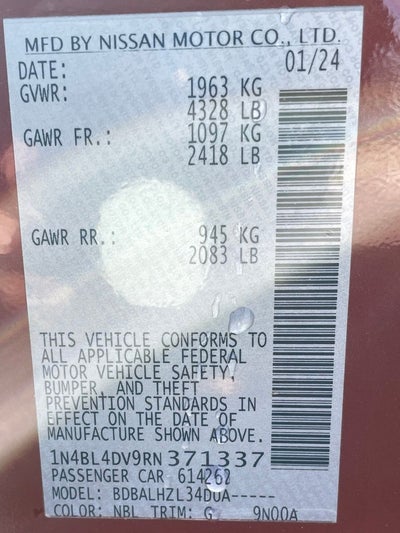 MFD BY NISSAN MOTOR CO., LTD.
DATE: 01/24
GVWR: 1963 KG
4328 LB
GAWR FR.: 1097 KG
2418 LB
GAWR RR.: 945 KG
2083 LB
THIS VEHICLE CONFORMS TO
ALL APPLICABLE FEDERAL
MOTOR VEHICLE SAFETY,
BUMPER, AND THEFT
PREVENTION STANDARDS IN
EFFECT ON THE DATE OF
MANUFACTURE SHOWN ABOVE.
1N4BL4DV9RN371337
PASSENGER CAR 614262
MODEL: BDBALHZL34DUA-----
COLOR: NBL TRIM: G 9N00A